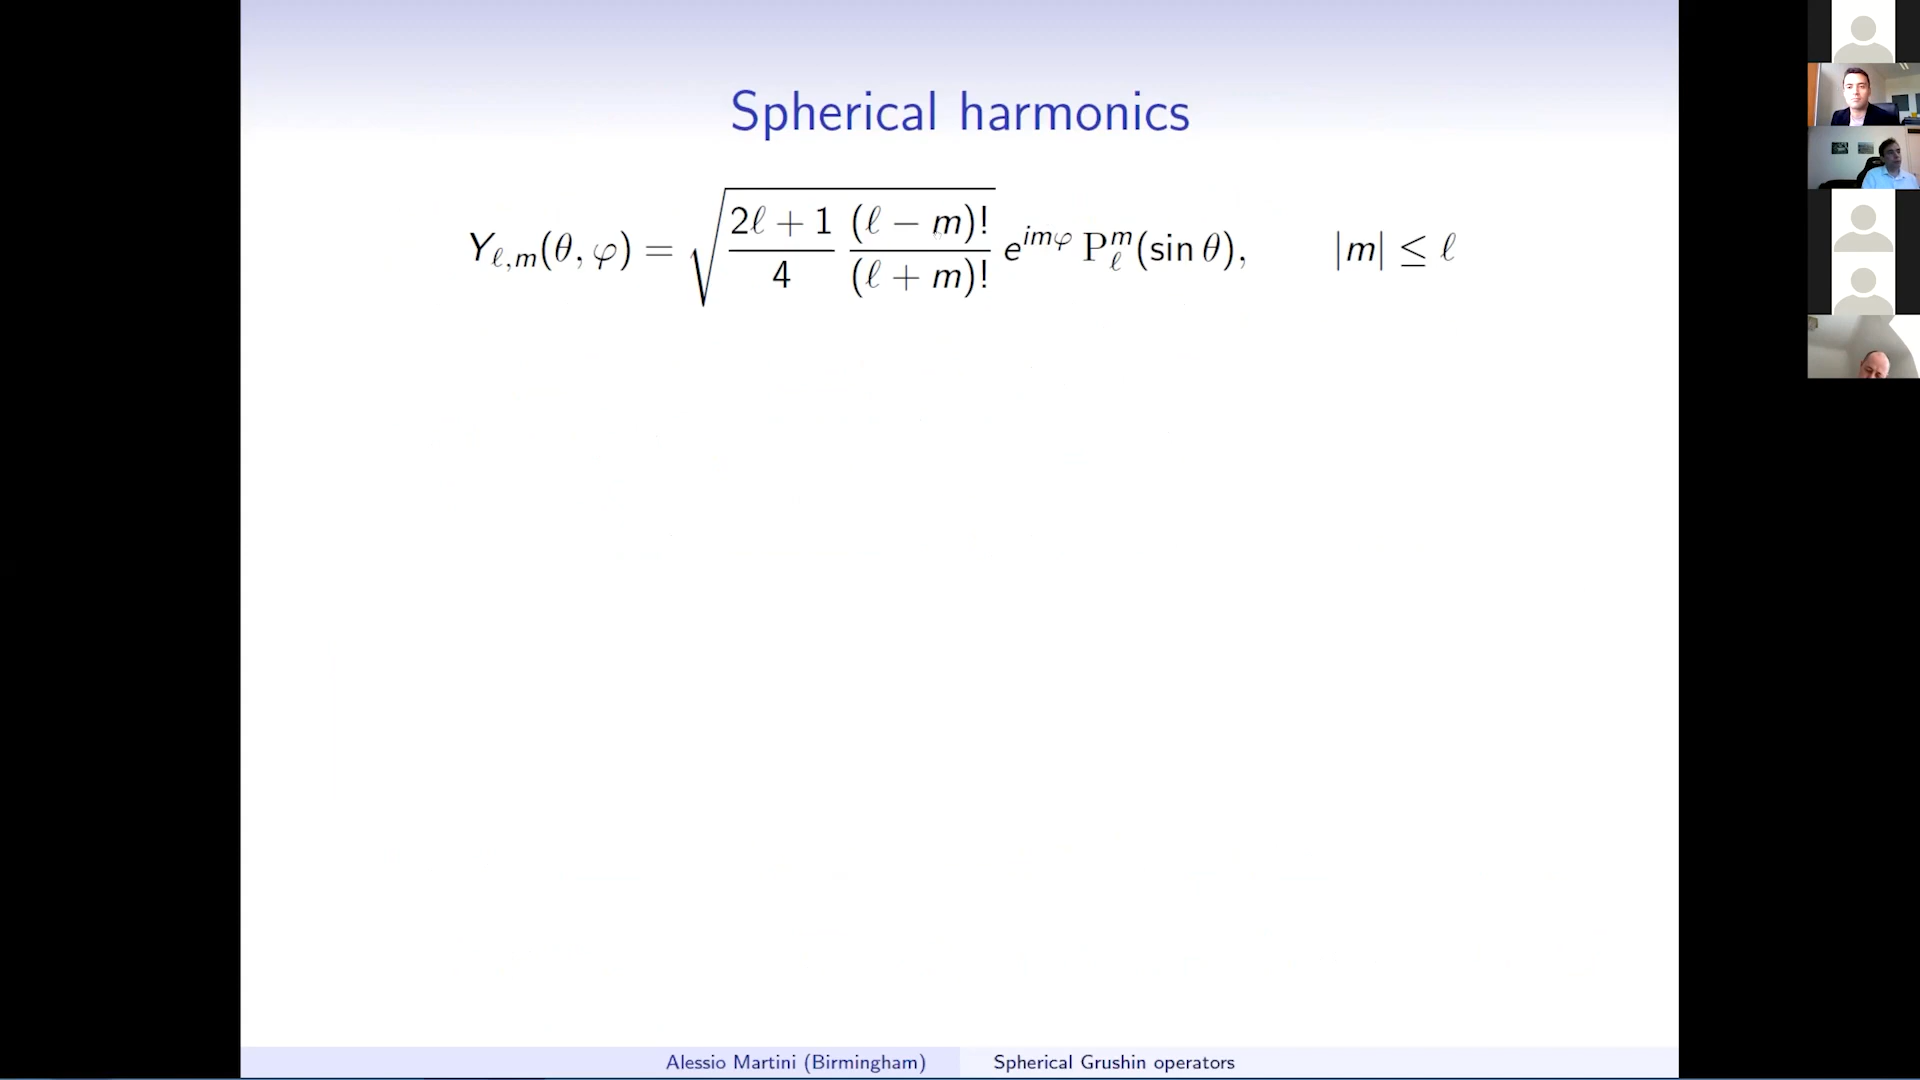 Spherical harmonics
Y_{ℓ,m}(θ, φ) = √( (2ℓ + 1)/4 (ℓ − m)!/(ℓ + m)! ) e^{imφ} P_ℓ^m(sin θ), |m| ≤ ℓ
Alessio Martini (Birmingham) Spherical Grushin operators